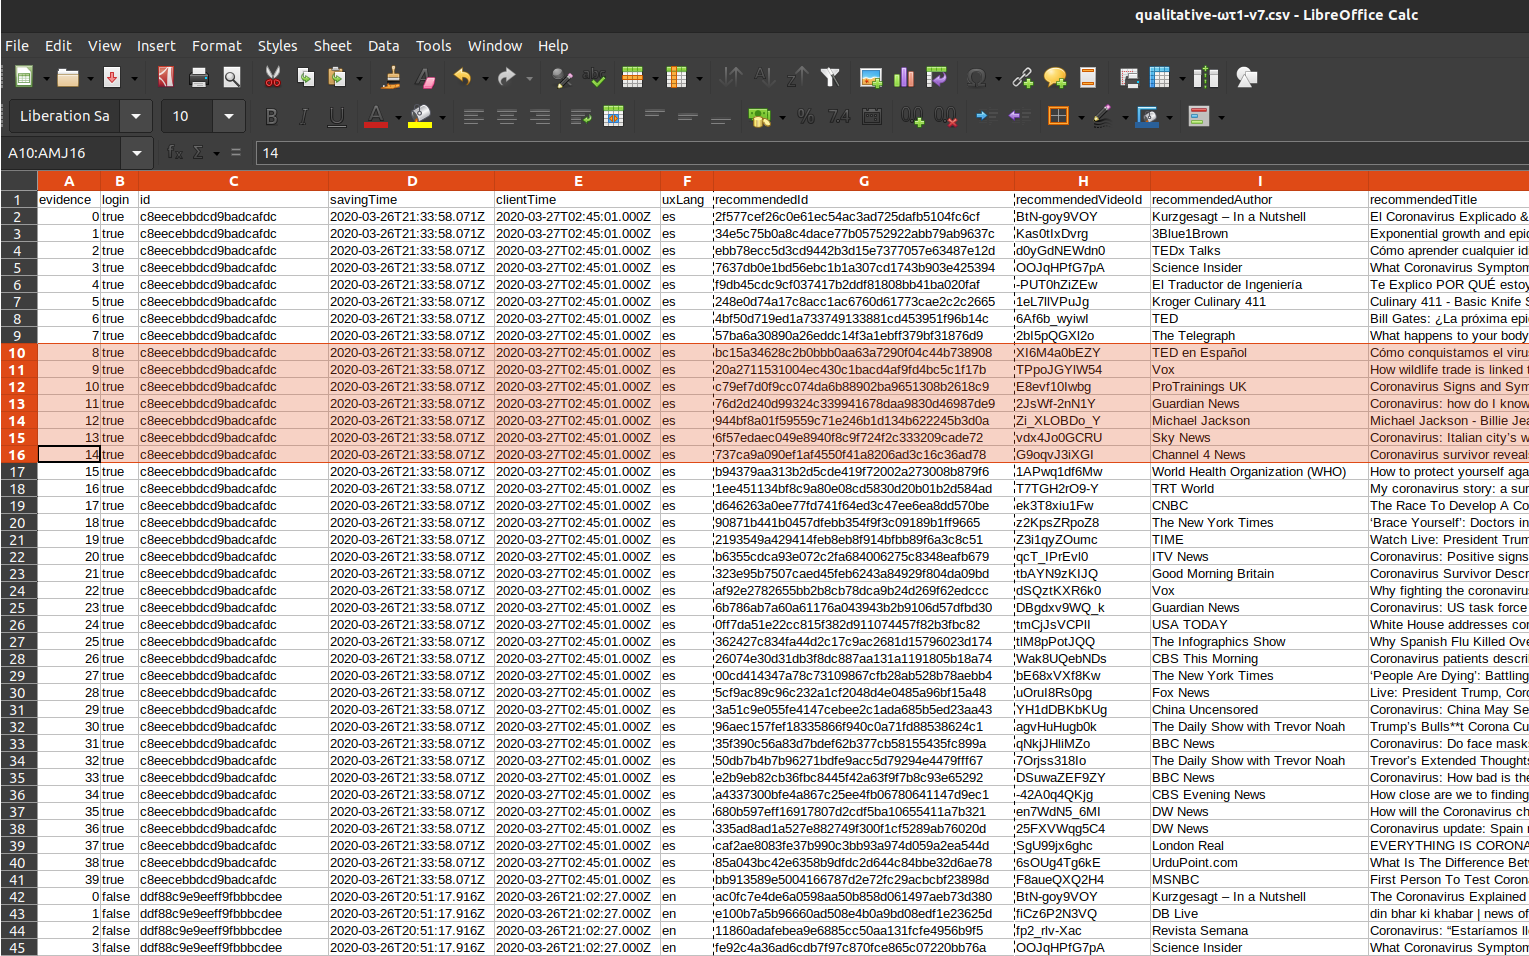 qualitative-ωτ1-v7.csv - LibreOffice Calc
File Edit View Insert Format Styles Sheet Data Tools Window Help
Liberation Sa 10
A10:AMJ16 14
A B C D E F G H I
1 evidence login id savingTime clientTime uxLang recommendedId recommendedVideoId recommendedAuthor recommendedTitle
2 0 true c8eecebbdcd9badcafdc 2020-03-26T21:33:58.071Z 2020-03-27T02:45:01.000Z es 2f577cef26c0e61ec54ac3ad725dafb5104fc6cf BtN-goy9VOY Kurzgesagt – In a Nutshell El Coronavirus Explicado &
3 1 true c8eecebbdcd9badcafdc 2020-03-26T21:33:58.071Z 2020-03-27T02:45:01.000Z es 34e5c75b0a8c4dace77b05752922abb79ab9637c Kas0tIxDvrg 3Blue1Brown Exponential growth and epid
4 2 true c8eecebbdcd9badcafdc 2020-03-26T21:33:58.071Z 2020-03-27T02:45:01.000Z es ebb78ecc5d3cd9442b3d15e7377057e63487e12d d0yGdNEWdn0 TEDx Talks Cómo aprender cualquier id
5 3 true c8eecebbdcd9badcafdc 2020-03-26T21:33:58.071Z 2020-03-27T02:45:01.000Z es 7637db0e1bd56ebc1b1a307cd1743b903e425394 OOJqHPfG7pA Science Insider What Coronavirus Symptom
6 4 true c8eecebbdcd9badcafdc 2020-03-26T21:33:58.071Z 2020-03-27T02:45:01.000Z es f9db45cdc9cf037417b2ddf81808bb41ba020faf -PUT0hZiZEw El Traductor de Ingeniería Te Explico POR QUÉ estoy
7 5 true c8eecebbdcd9badcafdc 2020-03-26T21:33:58.071Z 2020-03-27T02:45:01.000Z es 248e0d74a17c8acc1ac6760d61773cae2c2c2665 1eL7llVPuJg Kroger Culinary 411 Culinary 411 - Basic Knife S
8 6 true c8eecebbdcd9badcafdc 2020-03-26T21:33:58.071Z 2020-03-27T02:45:01.000Z es 4bf50d719ed1a733749133881cd453951f96b14c 6Af6b_wyiwI TED Bill Gates: ¿La próxima epi
9 7 true c8eecebbdcd9badcafdc 2020-03-26T21:33:58.071Z 2020-03-27T02:45:01.000Z es 57ba6a30890a26eddc14f3a1ebff379bf31876d9 2bI5pQGXI2o The Telegraph What happens to your body
10 8 true c8eecebbdcd9badcafdc 2020-03-26T21:33:58.071Z 2020-03-27T02:45:01.000Z es bc15a34628c2b0bbb0aa63a7290f04c44b738908 XI6M4a0bEZY TED en Español Cómo conquistamos el viru
11 9 true c8eecebbdcd9badcafdc 2020-03-26T21:33:58.071Z 2020-03-27T02:45:01.000Z es 20a2711531004ec430c1bacd4af9fd4bc5c1f17b TPpoJGYlW54 Vox How wildlife trade is linked t
12 10 true c8eecebbdcd9badcafdc 2020-03-26T21:33:58.071Z 2020-03-27T02:45:01.000Z es c79ef7d0f9cc074da6b88902ba9651308b2618c9 E8evf10Iwbg ProTrainings UK Coronavirus Signs and Sym
13 11 true c8eecebbdcd9badcafdc 2020-03-26T21:33:58.071Z 2020-03-27T02:45:01.000Z es 76d2d240d99324c339941678daa9830d46987de9 2JsWf-2nN1Y Guardian News Coronavirus: how do I know
14 12 true c8eecebbdcd9badcafdc 2020-03-26T21:33:58.071Z 2020-03-27T02:45:01.000Z es 944bf8a01f59559c71e246b1d134b622245b3d0a Zi_XLOBDo_Y Michael Jackson Michael Jackson - Billie Jea
15 13 true c8eecebbdcd9badcafdc 2020-03-26T21:33:58.071Z 2020-03-27T02:45:01.000Z es 6f57edaec049e8940f8c9f724f2c333209cade72 vdx4Jo0GCRU Sky News Coronavirus: Italian city's w
16 14 true c8eecebbdcd9badcafdc 2020-03-26T21:33:58.071Z 2020-03-27T02:45:01.000Z es 737ca9a090ef1af4550f41a8206ad3c16c36ad78 G9oqvJ3iXGI Channel 4 News Coronavirus survivor reveals
17 15 true c8eecebbdcd9badcafdc 2020-03-26T21:33:58.071Z 2020-03-27T02:45:01.000Z es b94379aa313b2d5cde419f72002a273008b879f6 1APwq1df6Mw World Health Organization (WHO) How to protect yourself aga
18 16 true c8eecebbdcd9badcafdc 2020-03-26T21:33:58.071Z 2020-03-27T02:45:01.000Z es 1ee451134bf8c9a80e08cd5830d20b01b2d584ad T7TGH2rO9-Y TRT World My coronavirus story: a sur
19 17 true c8eecebbdcd9badcafdc 2020-03-26T21:33:58.071Z 2020-03-27T02:45:01.000Z es d646263a0ee77fd741f64ed3c47ee6ea8dd570be ek3T8xiu1Fw CNBC The Race To Develop A Co
20 18 true c8eecebbdcd9badcafdc 2020-03-26T21:33:58.071Z 2020-03-27T02:45:01.000Z es 90871b441b0457dfebb354f9f3c09189b1ff9665 z2KpsZRpoZ8 The New York Times ‘Brace Yourself’: Doctors in
21 19 true c8eecebbdcd9badcafdc 2020-03-26T21:33:58.071Z 2020-03-27T02:45:01.000Z es 2193549a429414feb8eb8f914bfbb89f6a3c8c51 Z3i1qyZOumc TIME Watch Live: President Trum
22 20 true c8eecebbdcd9badcafdc 2020-03-26T21:33:58.071Z 2020-03-27T02:45:01.000Z es b6355cdca93e072c2fa684006275c8348eafb679 qcT_IPrEvI0 ITV News Coronavirus: Positive signs
23 21 true c8eecebbdcd9badcafdc 2020-03-26T21:33:58.071Z 2020-03-27T02:45:01.000Z es 323e95b7507caed45feb6243a84929f804da09bd tbAYN9zKIJQ Good Morning Britain Coronavirus Survivor Descr
24 22 true c8eecebbdcd9badcafdc 2020-03-26T21:33:58.071Z 2020-03-27T02:45:01.000Z es af92e2782655bb2b8cb78dca9b24d269f62edccc dSQztKXR6k0 Vox Why fighting the coronavirus
25 23 true c8eecebbdcd9badcafdc 2020-03-26T21:33:58.071Z 2020-03-27T02:45:01.000Z es 6b786ab7a60a61176a043943b2b9106d57dfbd30 DBgdxv9WQ_k Guardian News Coronavirus: US task force
26 24 true c8eecebbdcd9badcafdc 2020-03-26T21:33:58.071Z 2020-03-27T02:45:01.000Z es 0ff7da51e22cc815f382d911074457f82b3fbc82 tmCjJsVCPlI USA TODAY White House addresses cor
27 25 true c8eecebbdcd9badcafdc 2020-03-26T21:33:58.071Z 2020-03-27T02:45:01.000Z es 362427c834fa44d2c17c9ac2681d15796023d174 tlM8pPotJQQ The Infographics Show Why Spanish Flu Killed Ove
28 26 true c8eecebbdcd9badcafdc 2020-03-26T21:33:58.071Z 2020-03-27T02:45:01.000Z es 26074e30d31db3f8dc887aa131a1191805b18a74 Wak8UQebNDs CBS This Morning Coronavirus patients descri
29 27 true c8eecebbdcd9badcafdc 2020-03-26T21:33:58.071Z 2020-03-27T02:45:01.000Z es 00cd414347a78c73109867cfb28ab528b78aebb4 bE68xVXf8Kw The New York Times ‘People Are Dying’: Battling
30 28 true c8eecebbdcd9badcafdc 2020-03-26T21:33:58.071Z 2020-03-27T02:45:01.000Z es 5cf9ac89c96c232a1cf2048d4e0485a96bf15a48 uOruI8Rs0pg Fox News Live: President Trump, Coro
31 29 true c8eecebbdcd9badcafdc 2020-03-26T21:33:58.071Z 2020-03-27T02:45:01.000Z es 3a51c9e055fe4147cebee2c1ada685b5ed23aa43 YH1dDBKbKUg China Uncensored Coronavirus: China May Se
32 30 true c8eecebbdcd9badcafdc 2020-03-26T21:33:58.071Z 2020-03-27T02:45:01.000Z es 96aec157fef18335866f940c0a71fd88538624c1 agvHuHugb0k The Daily Show with Trevor Noah Trump's Bulls**t Corona Cu
33 31 true c8eecebbdcd9badcafdc 2020-03-26T21:33:58.071Z 2020-03-27T02:45:01.000Z es 35f390c56a83d7bdef62b377cb58155435fc899a qNkjJHliMZo BBC News Coronavirus: Do face masks
34 32 true c8eecebbdcd9badcafdc 2020-03-26T21:33:58.071Z 2020-03-27T02:45:01.000Z es 50db7b4b7b96271bdfe9acc5d79294e4479fff67 7Orjss318Io The Daily Show with Trevor Noah Trevor's Extended Thoughts
35 33 true c8eecebbdcd9badcafdc 2020-03-26T21:33:58.071Z 2020-03-27T02:45:01.000Z es e2b9eb82cb36fbc8445f42a63f9f7b8c93e65292 DSuwaZEF9ZY BBC News Coronavirus: How bad is the
36 34 true c8eecebbdcd9badcafdc 2020-03-26T21:33:58.071Z 2020-03-27T02:45:01.000Z es a4337300bfe4a867c25ee4fb06780641147d9ec1 -42A0q4QKjg CBS Evening News How close are we to finding
37 35 true c8eecebbdcd9badcafdc 2020-03-26T21:33:58.071Z 2020-03-27T02:45:01.000Z es 680b597eff16917807d2cdf5ba10655411a7b321 en7WdN5_6MI DW News How will the Coronavirus ch
38 36 true c8eecebbdcd9badcafdc 2020-03-26T21:33:58.071Z 2020-03-27T02:45:01.000Z es 335ad8ad1a527e882749f300f1cf5289ab76020d 25FXVWqg5C4 DW News Coronavirus update: Spain r
39 37 true c8eecebbdcd9badcafdc 2020-03-26T21:33:58.071Z 2020-03-27T02:45:01.000Z es caf2ae8083fe37b990c3bb93a974d059a2ea544d SgU99jx6ghc London Real EVERYTHING IS CORONA
40 38 true c8eecebbdcd9badcafdc 2020-03-26T21:33:58.071Z 2020-03-27T02:45:01.000Z es 85a043bc42e6358b9dfdc2d644c84bbe32d6ae78 6sOUg4Tg6kE UrduPoint.com What Is The Difference Betv
41 39 true c8eecebbdcd9badcafdc 2020-03-26T21:33:58.071Z 2020-03-27T02:45:01.000Z es bb913589e5004166787d2e72fc29acbcbf23898d F8aueQXQ2H4 MSNBC First Person To Test Corona
42 0 false ddf88c9e9eeff9fbbbcdee 2020-03-26T20:51:17.916Z 2020-03-26T21:02:27.000Z en ac0fc7e4de6a0598aa50b858d061497aeb73d380 BtN-goy9VOY Kurzgesagt – In a Nutshell The Coronavirus Explained
43 1 false ddf88c9e9eeff9fbbbcdee 2020-03-26T20:51:17.916Z 2020-03-26T21:02:27.000Z en e100b7a5b96660ad508e4b0a9bd08edf1e23625d fiCz6P2N3VQ DB Live din bhar ki khabar | news of
44 2 false ddf88c9e9eeff9fbbbcdee 2020-03-26T20:51:17.916Z 2020-03-26T21:02:27.000Z en 11860adafebea9e6885cc50aa131fcfe4956b9f5 fp2_rlv-Xac Revista Semana Coronavirus: “Estaríamos ll
45 3 false ddf88c9e9eeff9fbbbcdee 2020-03-26T20:51:17.916Z 2020-03-26T21:02:27.000Z en fe92c4a36ad6cdb7f97c870fce865c07220bb76a OOJqHPfG7pA Science Insider What Coronavirus Symptom